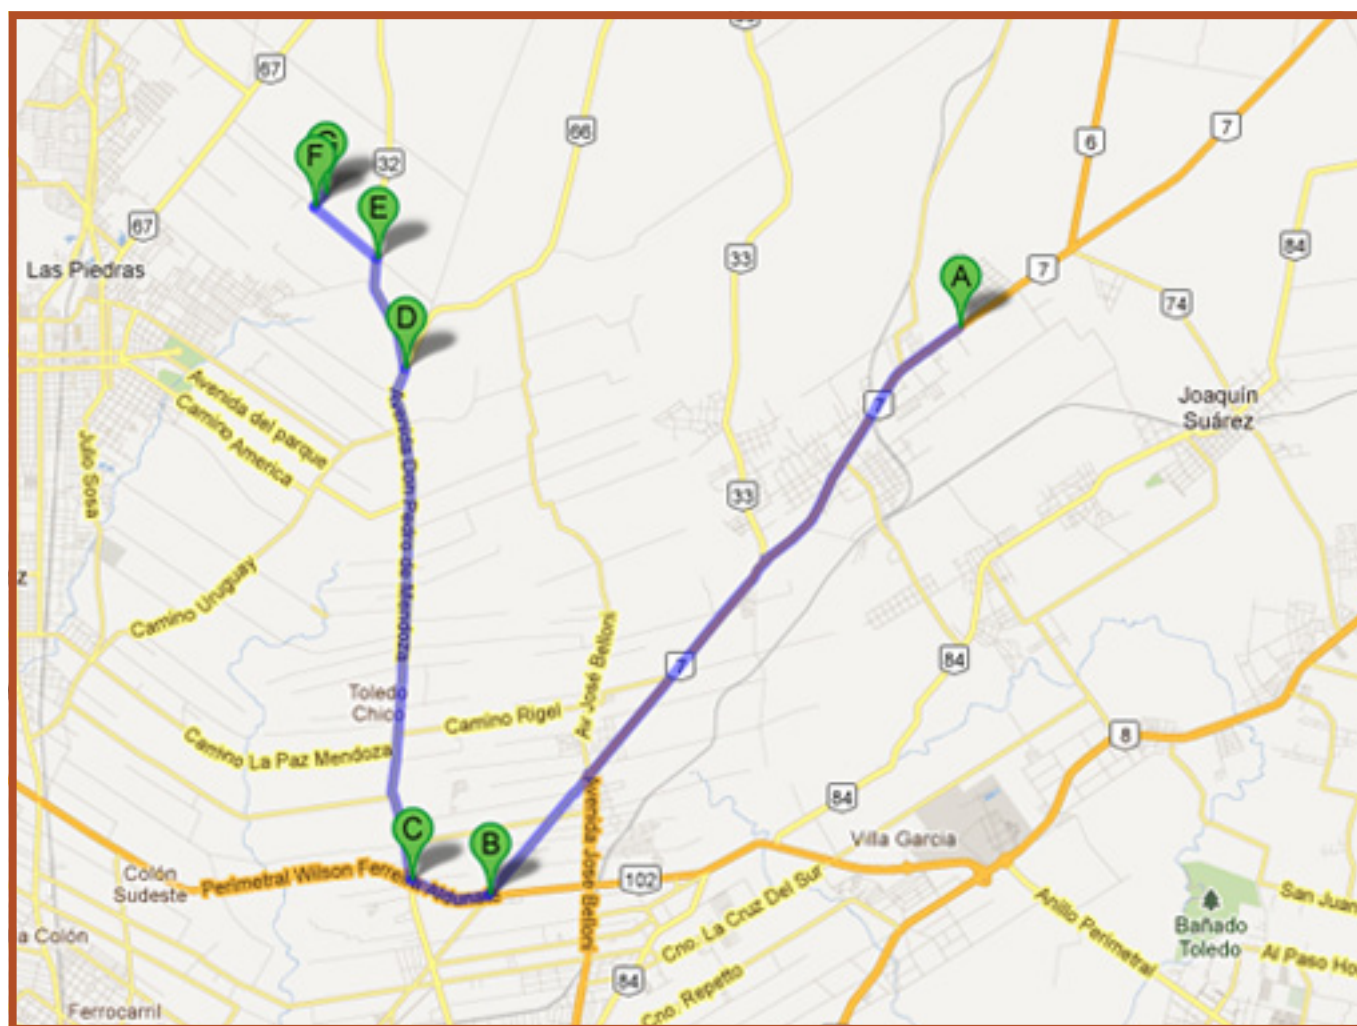 33
67
66
7
6
G
F
32
67
E
33
84
Las Piedras
A
7
74
D
Avenida del parque
Camino America
7
Joaquín
Suárez
Julio Sosa
33
Avenida Don Pedro de Mendoza
z
Camino Uruguay
Av José Belloni
84
7
Toledo
Chico
Camino Rigel
Camino La Paz Mendoza
8
84
C
B
Avenida Jose Belloni
Villa Garcia
Colón
Sudeste
Perimetral Wilson Ferreira Aldunate
102
Cno. La Cruz Del Sur
San Juan
a Colón
Anillo Perimetral
Bañado
Toledo
Al Paso Ho
84
Cno. Repetto
Ferrocarril